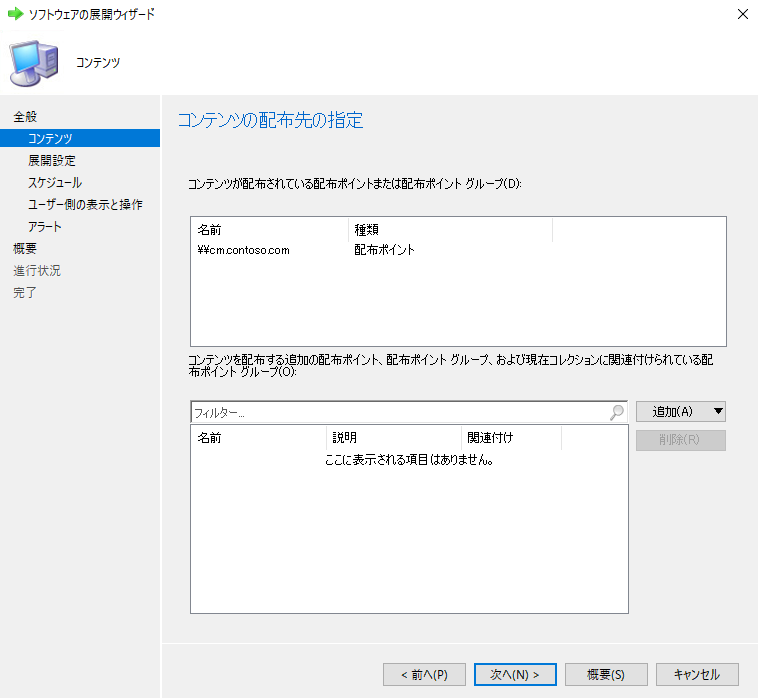 ソフトウェアの展開ウィザード
コンテンツ
全般
コンテンツ
展開設定
スケジュール
ユーザー側の表示と操作
アラート
概要
進行状況
完了
コンテンツの配布先の指定
コンテンツが配布されている配布ポイントまたは配布ポイント グループ(D):
名前 種類
¥¥cm.contoso.com 配布ポイント
コンテンツを配布する追加の配布ポイント、配布ポイント グループ、および現在コレクションに関連付けられている配
布ポイント グループ(O):
フィルター...
追加(A)
削除(R)
名前 説明 関連付け
ここに表示される項目はありません。
< 前へ(P) 次へ(N) > 概要(S) キャンセル